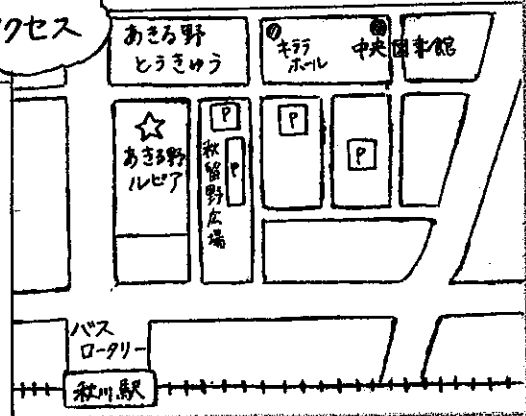 クセス
あきる野
とうきゅう
キララ
ホール
中央図書館
☆
あきる野
ルピア
P
P
秋留野広場
P
P
バス
ロータリー
秋川駅